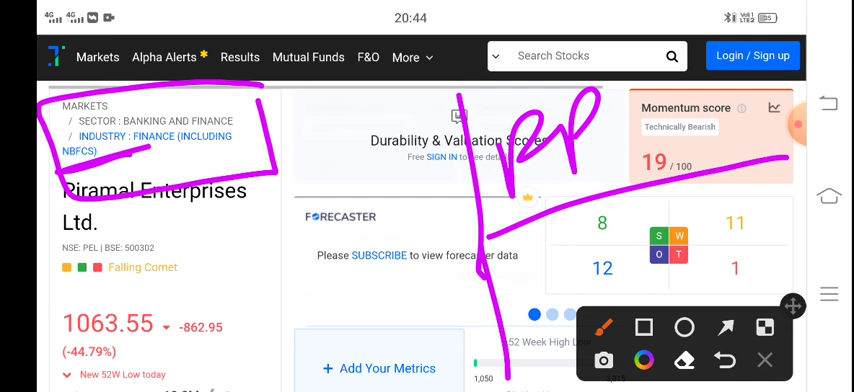 4G 4G 20:44 Vo) LTE2
Markets Alpha Alerts Results Mutual Funds F&O More Search Stocks Login / Sign up
MARKETS
/ SECTOR : BANKING AND FINANCE
/ INDUSTRY : FINANCE (INCLUDING
NBFCS)
Piramal Enterprises
Ltd.
NSE: PEL | BSE: 500302
Falling Comet
1063.55 -862.95
(-44.79%)
New 52W Low today
Durability & Valuation Scores
Free SIGN IN to see details
Momentum score
Technically Bearish
19 / 100
FORECASTER
Please SUBSCRIBE to view forecaster data
8 11
S W
O T
12 1
+ Add Your Metrics
52 Week High Low
1,050